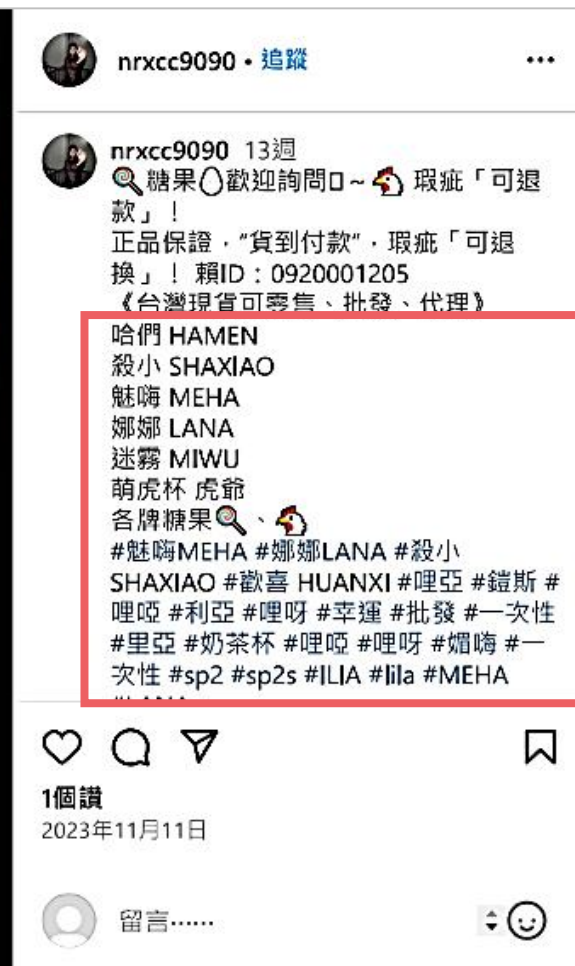 nrxcc9090 • 追蹤
nrxcc9090 13週
🍭糖果🥚歡迎詢問□~🐔 瑕疵「可退
款」!
正品保證,"貨到付款",瑕疵「可退
換」! 賴ID:0920001205
《台灣現貨可零售、批發、代理》
哈們 HAMEN
殺小 SHAXIAO
魅嗨 MEHA
娜娜 LANA
迷霧 MIWU
萌虎杯 虎爺
各牌糖果🍭、🐔
#魅嗨MEHA #娜娜LANA #殺小
SHAXIAO #歡喜 HUANXI #哩亞 #鎧斯 #
哩啞 #利亞 #哩呀 #幸運 #批發 #一次性
#里亞 #奶茶杯 #哩啞 #哩呀 #媚嗨 #一
次性 #sp2 #sp2s #ILIA #lila #MEHA
1個讚
2023年11月11日
留言......